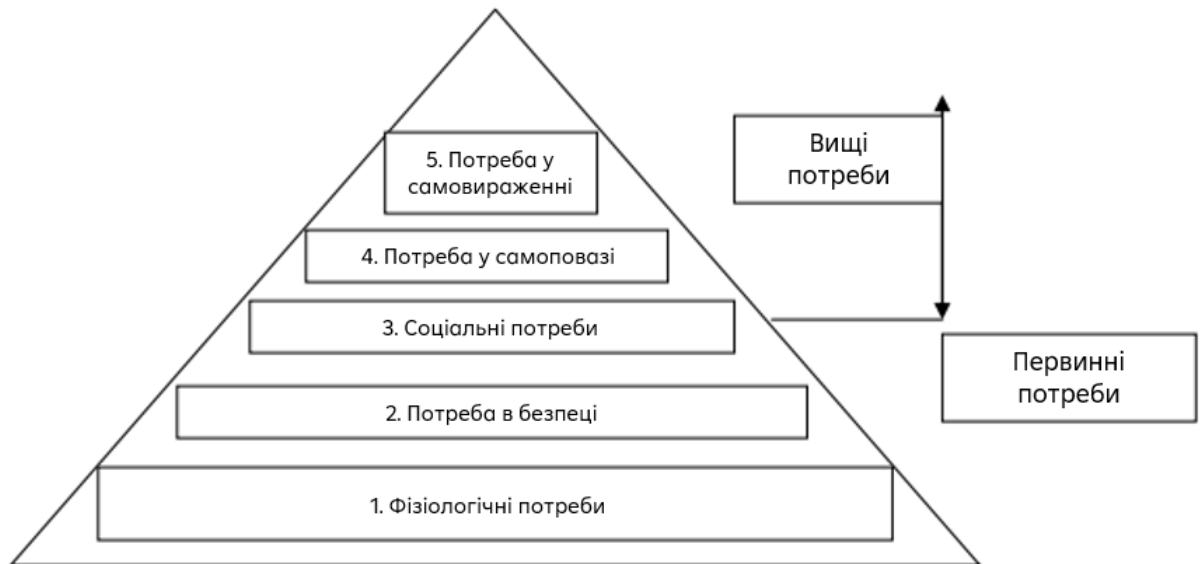 5. Потреба у
самовираженні
4. Потреба у самоповазі
3. Соціальні потреби
2. Потреба в безпеці
1. Фізіологічні потреби
Вищі
потреби
Первинні
потреби